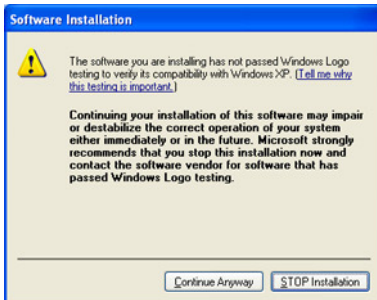 Software Installation
The software you are installing has not passed Windows Logo
testing to verify its compatibility with Windows XP. (Tell me why
this testing is important.)
Continuing your installation of this software may impair
or destabilize the correct operation of your system
either immediately or in the future. Microsoft strongly
recommends that you stop this installation now and
contact the software vendor for software that has
passed Windows Logo testing.
Continue Anyway
STOP Installation